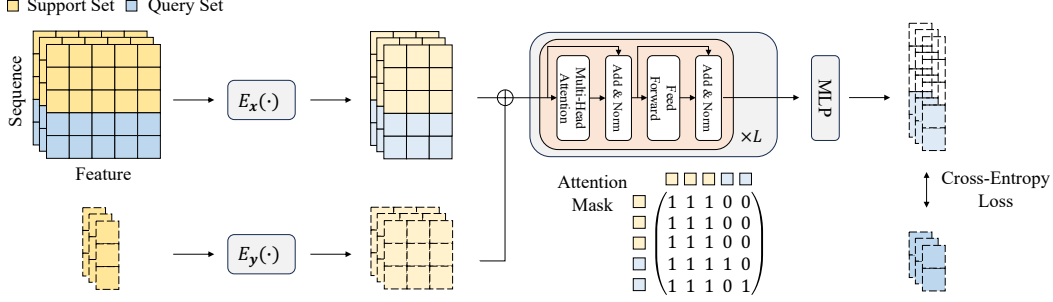 Support Set
Query Set
Sequence
Feature
E_x(·)
E_y(·)
Multi-Head
Attention
Add & Norm
Feed
Forward
Add & Norm
×L
MLP
Attention
Mask
1 1 1 0 0
1 1 1 0 0
1 1 1 0 0
1 1 1 1 0
1 1 1 0 1
Cross-Entropy
Loss